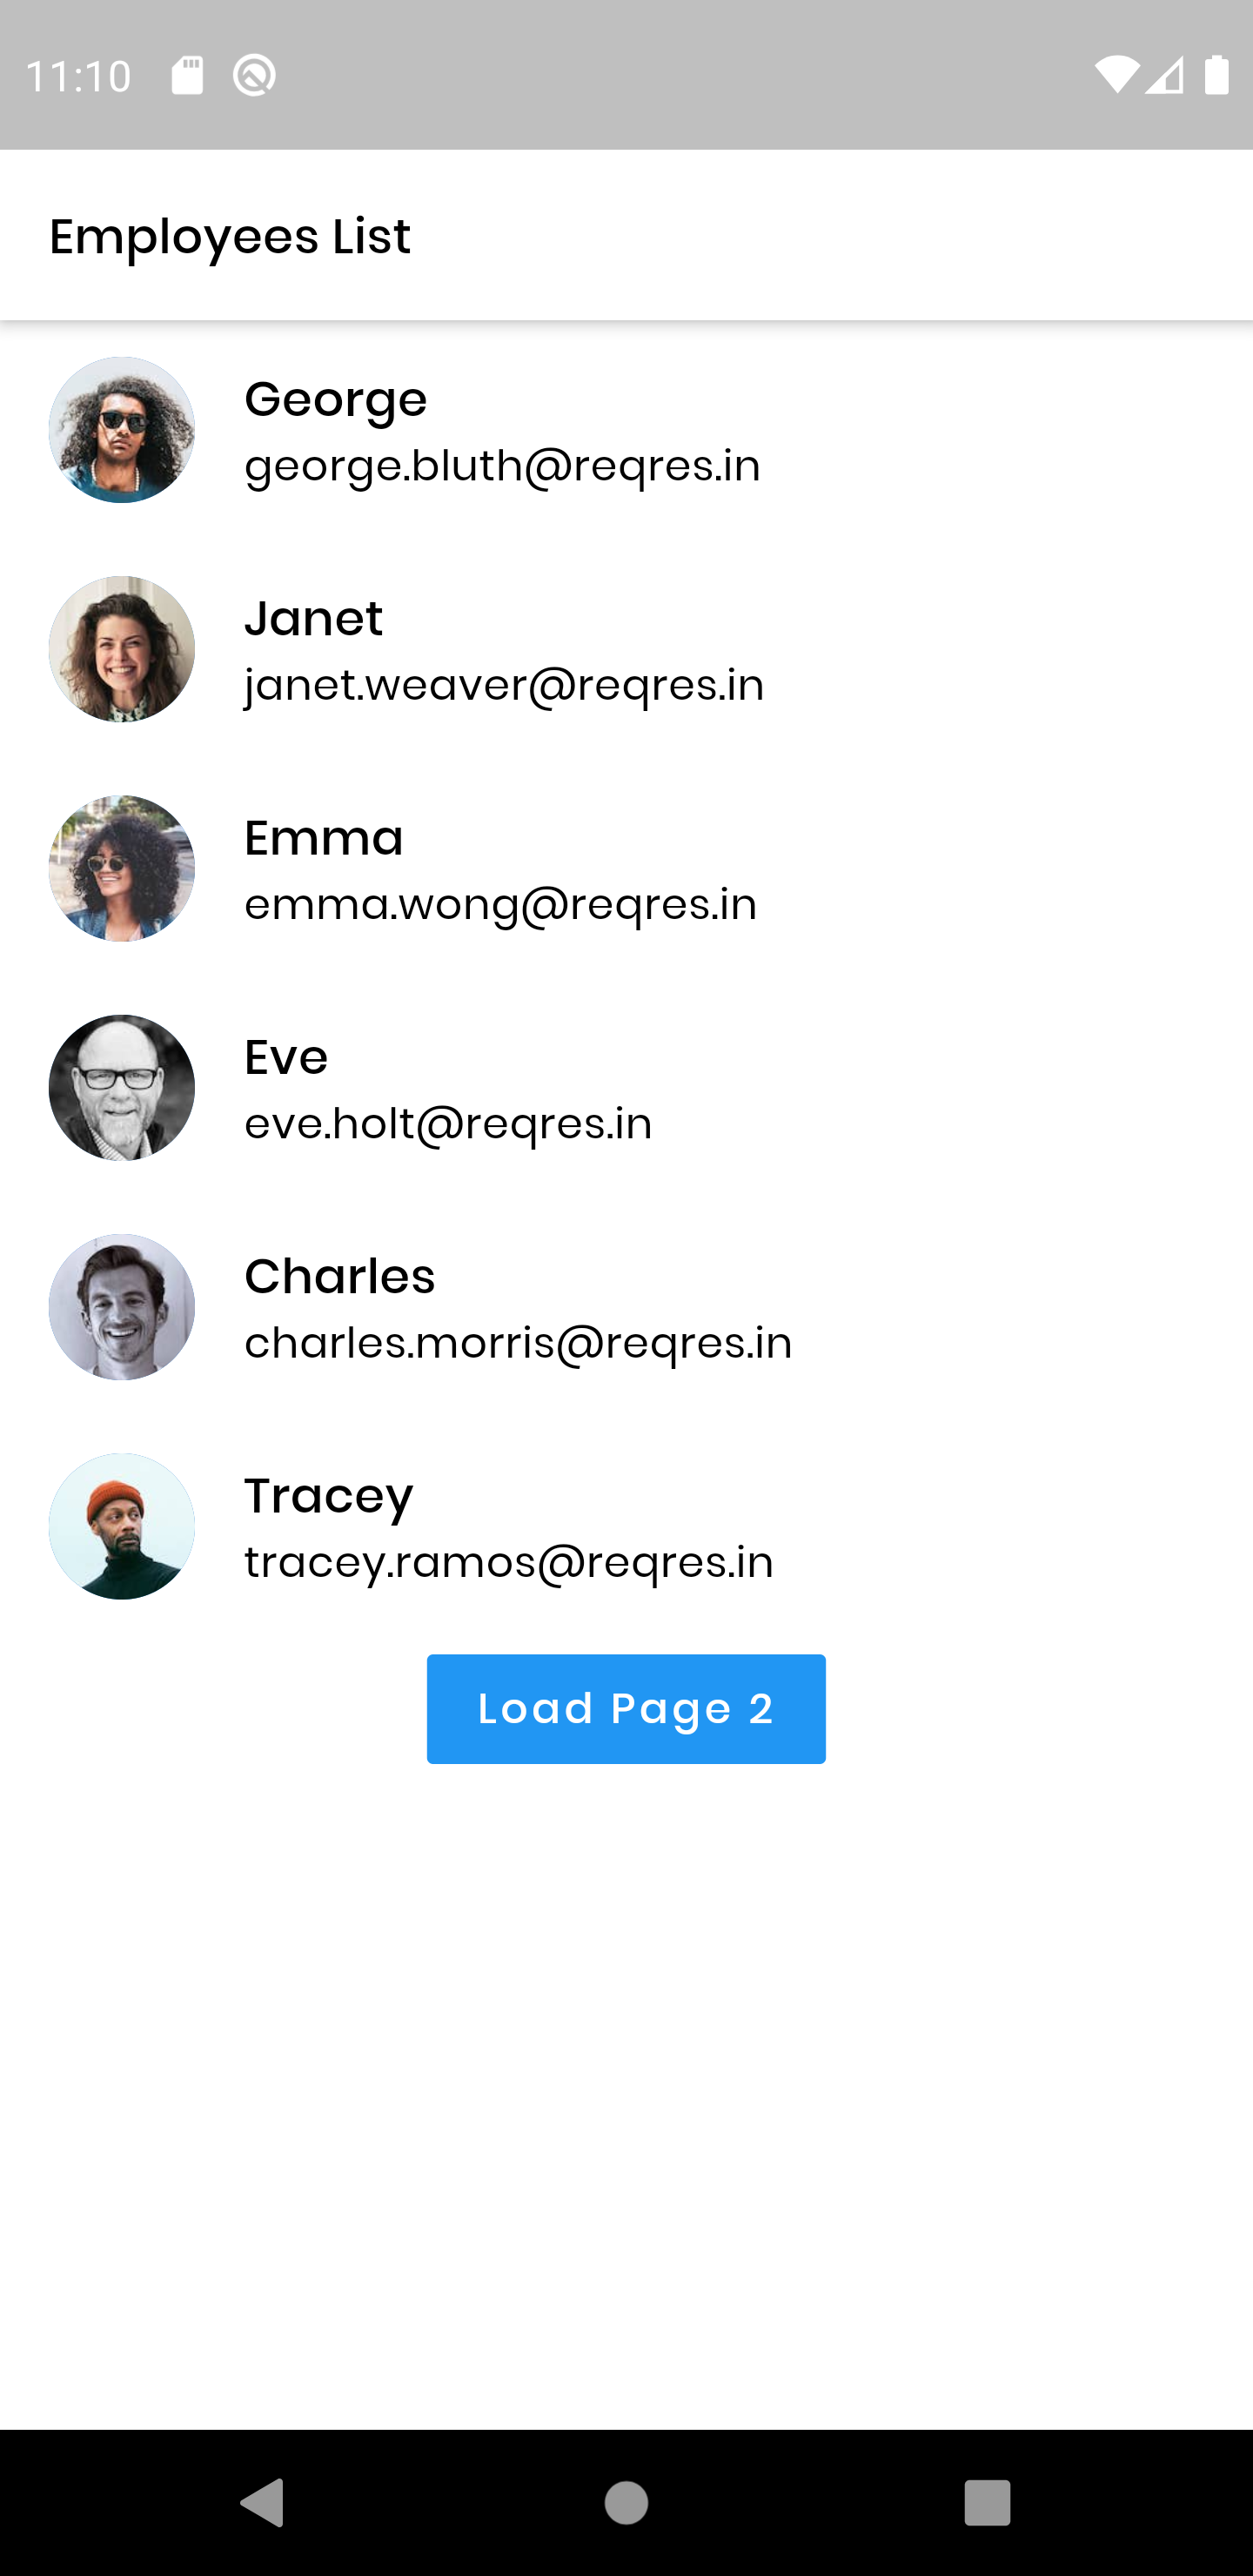 11:10
Employees List
George
george.bluth@reqres.in
Janet
janet.weaver@reqres.in
Emma
emma.wong@reqres.in
Eve
eve.holt@reqres.in
Charles
charles.morris@reqres.in
Tracey
tracey.ramos@reqres.in
Load Page 2